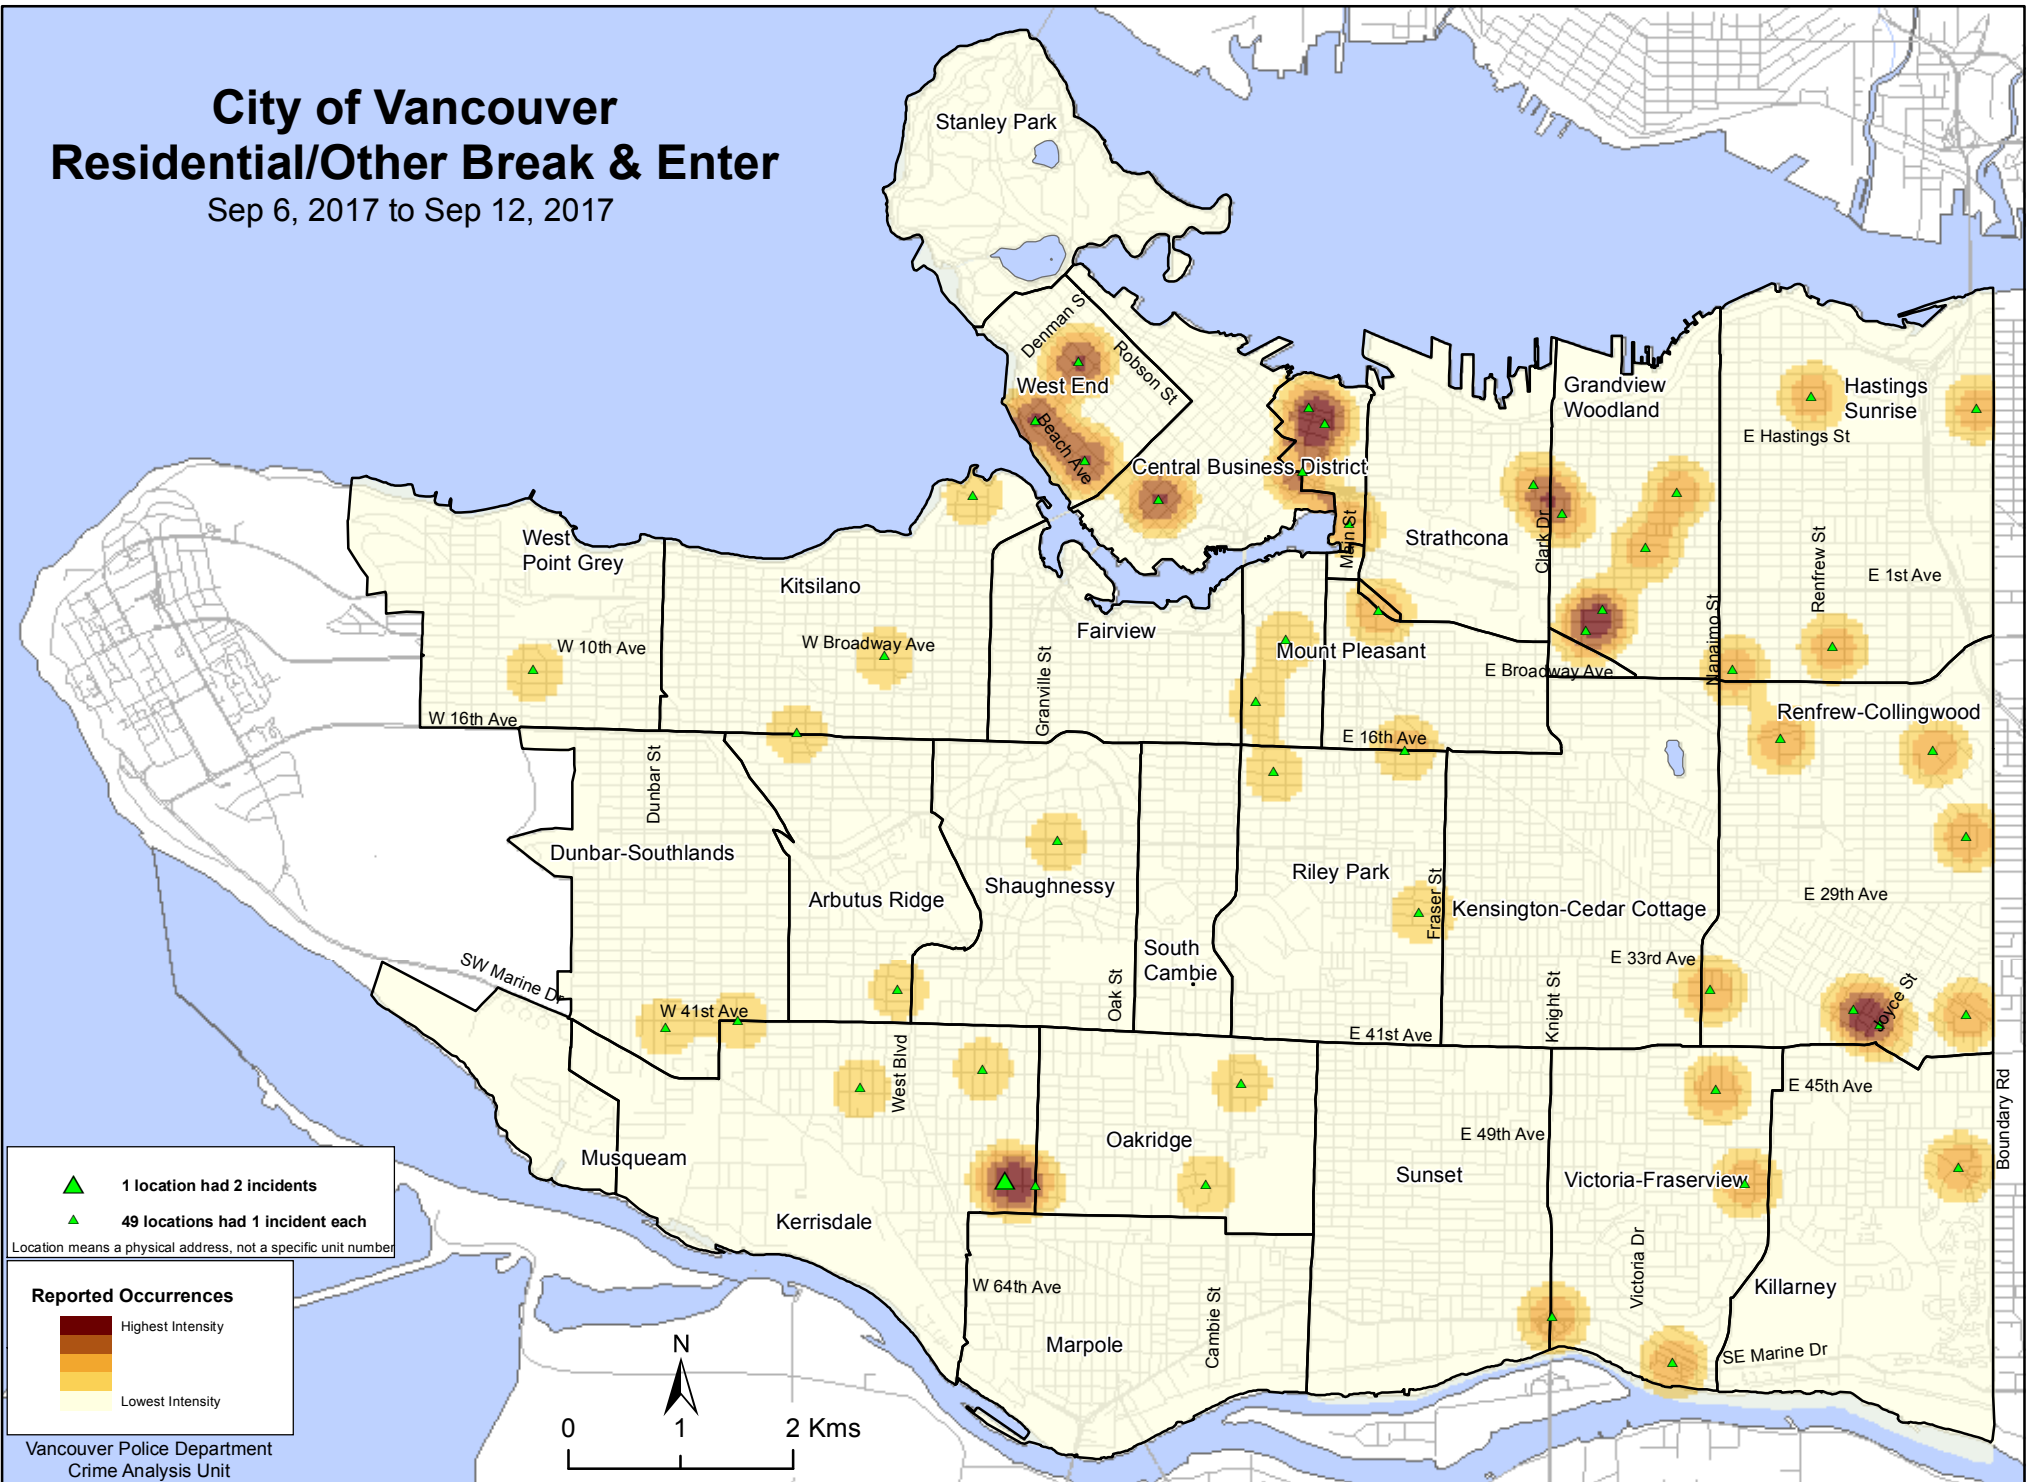 City of Vancouver
Residential/Other Break & Enter
Sep 6, 2017 to Sep 12, 2017
Stanley Park
Denman S
Robson St
West End
Beach Ave
Central Business District
Grandview
Woodland
Hastings
Sunrise
E Hastings St
West
Point Grey
Kitsilano
Main St
Strathcona
Clark Dr
Renfrew St
E 1st Ave
W 10th Ave
W Broadway Ave
Fairview
Mount Pleasant
E Broadway Ave
Nanaimo St
Granville St
W 16th Ave
E 16th Ave
Renfrew-Collingwood
Dunbar St
Dunbar-Southlands
Arbutus Ridge
Shaughnessy
Riley Park
Fraser St
Kensington-Cedar Cottage
E 29th Ave
South
Cambie
SW Marine Dr
E 33rd Ave
Oak St
Knight St
Joyce St
W 41st Ave
E 41st Ave
West Blvd
E 45th Ave
Boundary Rd
Oakridge
E 49th Ave
Musqueam
Sunset
Victoria-Fraserview
Kerrisdale
Victoria Dr
W 64th Ave
Cambie St
Killarney
Marpole
SE Marine Dr
1 location had 2 incidents
49 locations had 1 incident each
Location means a physical address, not a specific unit number
Reported Occurrences
Highest Intensity
Lowest Intensity
Vancouver Police Department
Crime Analysis Unit
N
0 1 2 Kms